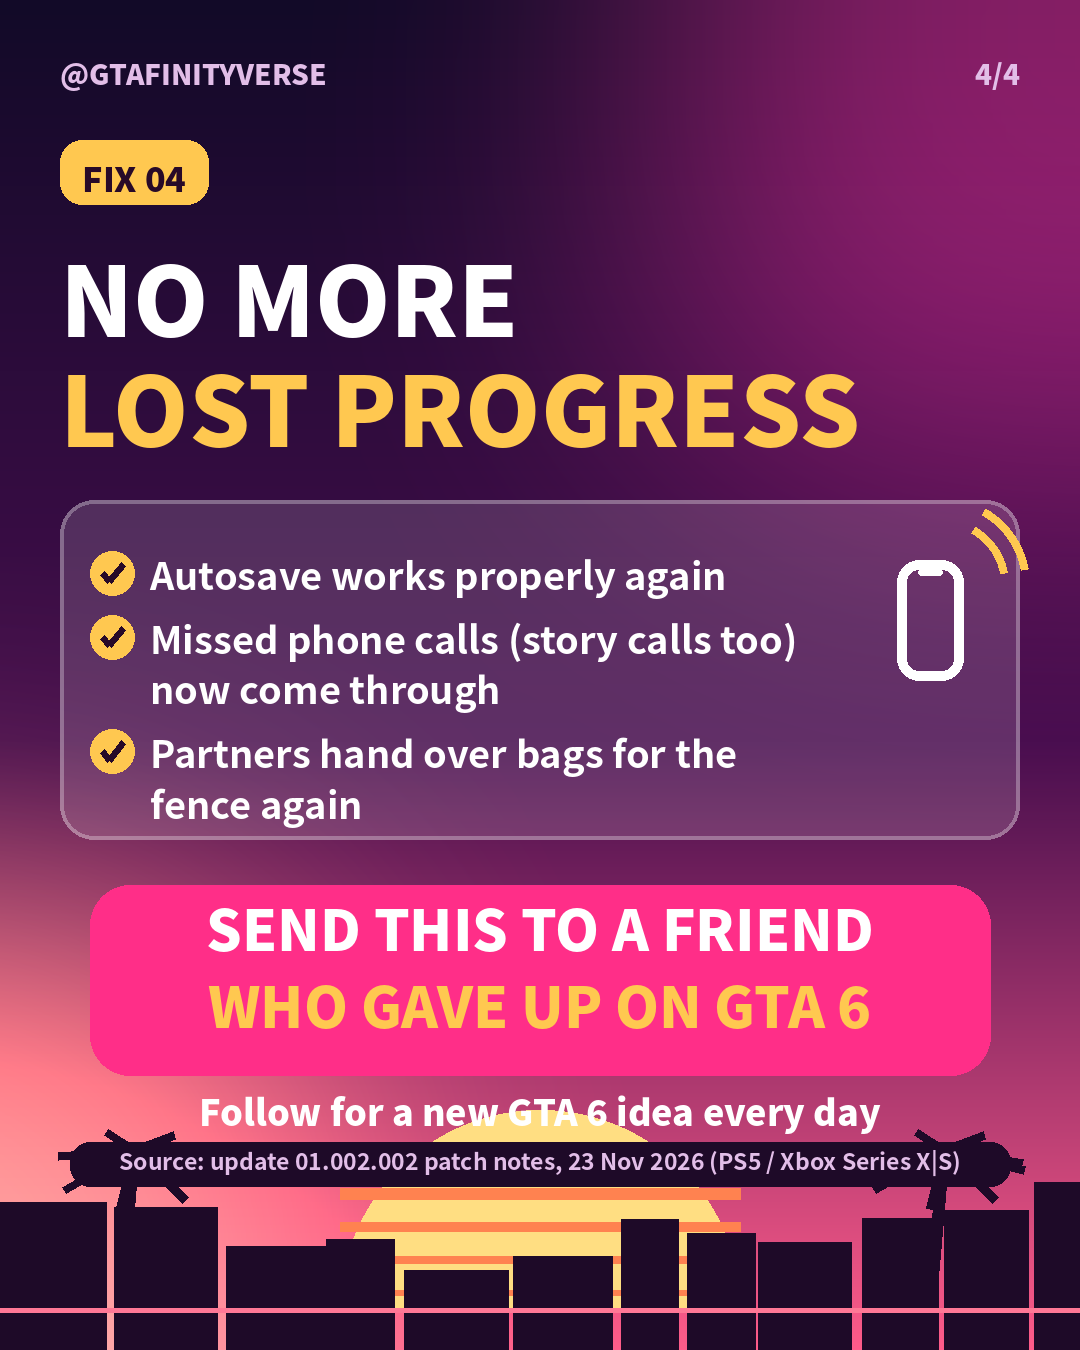 @GTAFINITYVERSE
4/4
FIX 04
NO MORE
LOST PROGRESS
Autosave works properly again
Missed phone calls (story calls too)
now come through
Partners hand over bags for the
fence again
SEND THIS TO A FRIEND
WHO GAVE UP ON GTA 6
Follow for a new GTA 6 idea every day
Source: update 01.002.002 patch notes, 23 Nov 2026 (PS5 / Xbox Series X|S)